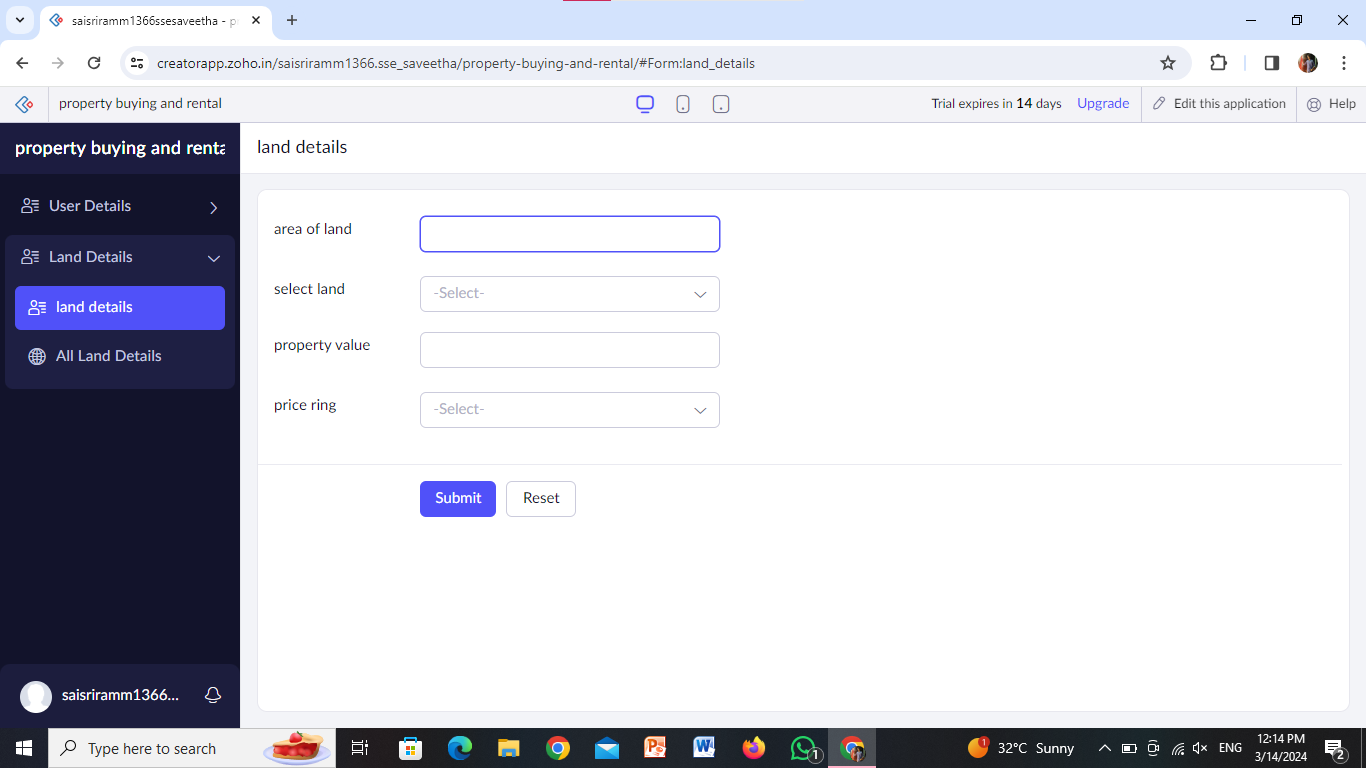 saisriramm1366ssesaveetha - p
creatorapp.zoho.in/saisriramm1366.sse_saveetha/property-buying-and-rental/#Form:land_details
property buying and rental
Trial expires in 14 days
Upgrade
Edit this application
Help
property buying and renta
User Details
Land Details
land details
All Land Details
saisriramm1366...
land details
area of land
select land
-Select-
property value
price ring
-Select-
Submit
Reset
Type here to search
1
1
32°C Sunny
ENG
12:14 PM
3/14/2024
2